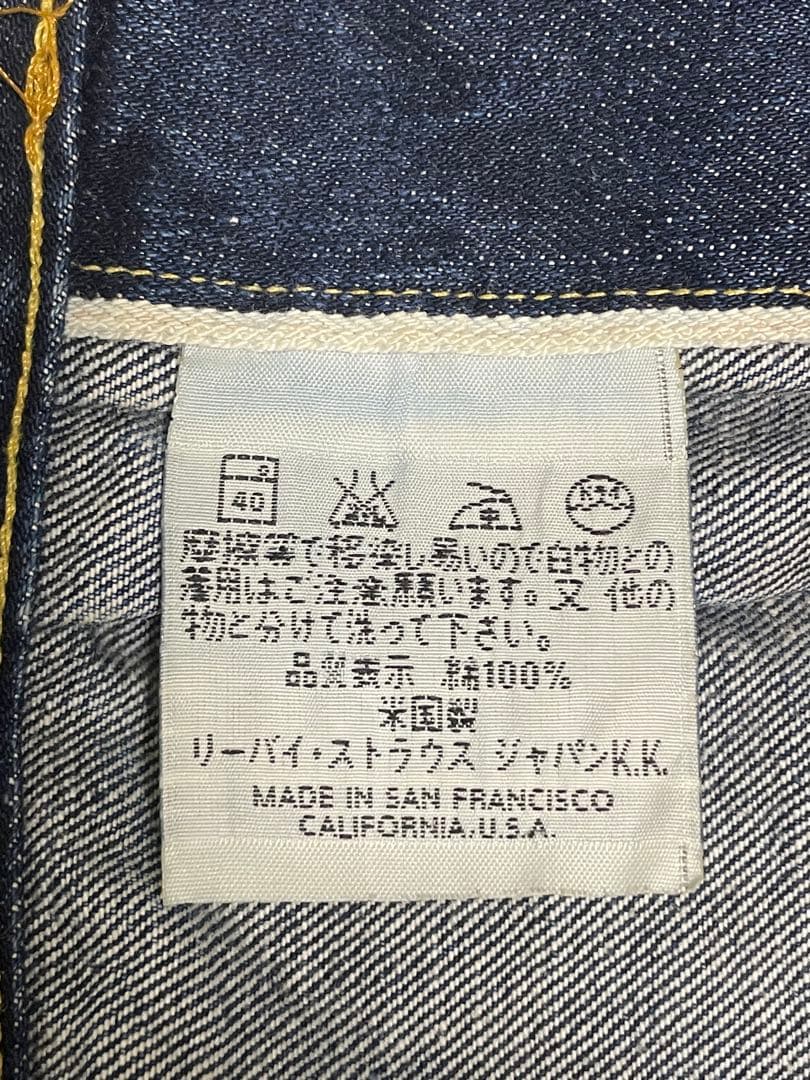 40
摩擦等で移染し易いので白物との
着用はご注意願います。又 他の
物と分けて洗って下さい。
品質表示 綿100%
米国製
リーバイ・ストラウス ジャパンK.K.
MADE IN SAN FRANCISCO
CALIFORNIA.U.S.A.